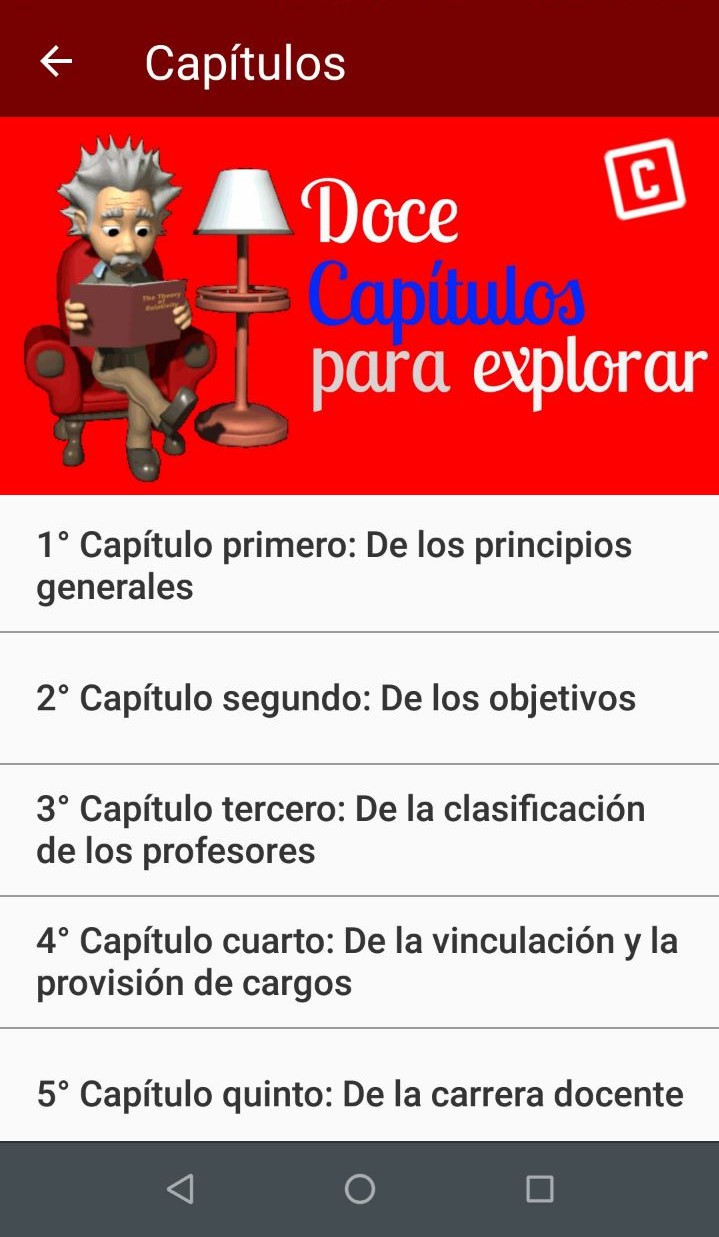 Capítulos
Doce
Capítulos
para explorar
C
The Theory
of
Relativity
1° Capítulo primero: De los principios
generales
2° Capítulo segundo: De los objetivos
3° Capítulo tercero: De la clasificación
de los profesores
4° Capítulo cuarto: De la vinculación y la
provisión de cargos
5° Capítulo quinto: De la carrera docente